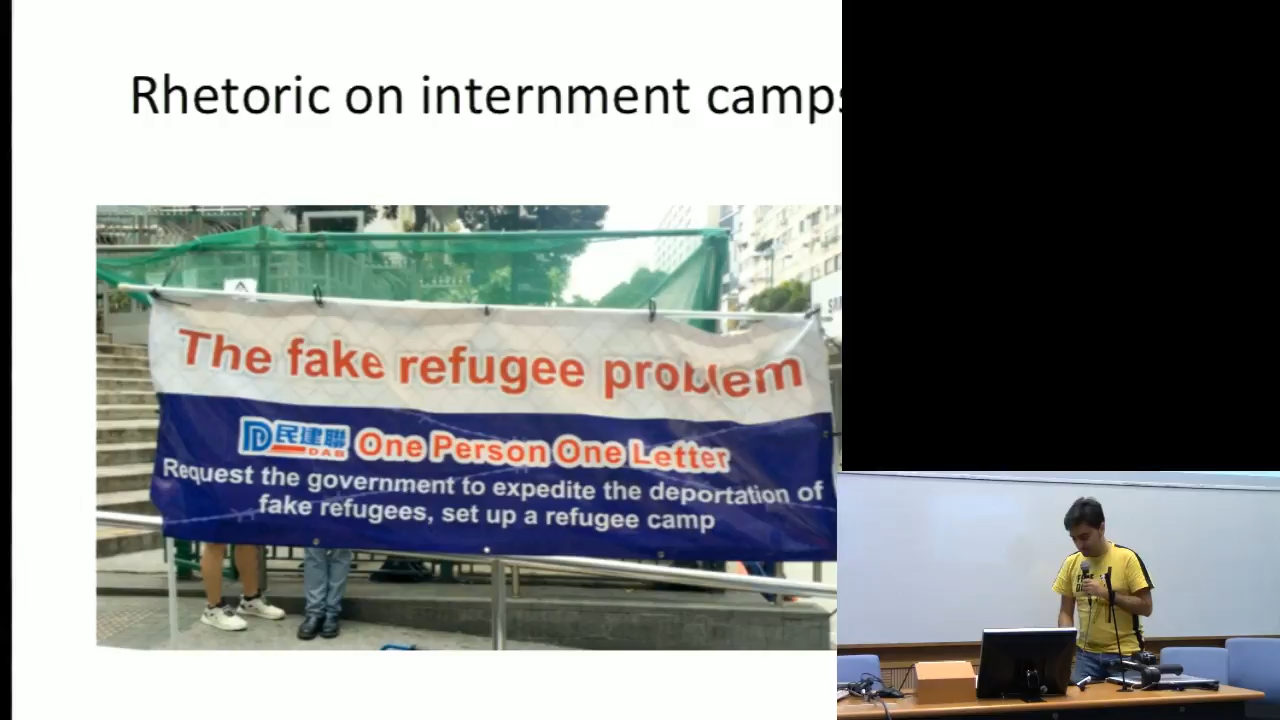 Rhetoric on internment camps
The fake refugee problem
民建聯 DAB One Person One Letter
Request the government to expedite the deportation of
fake refugees, set up a refugee camp